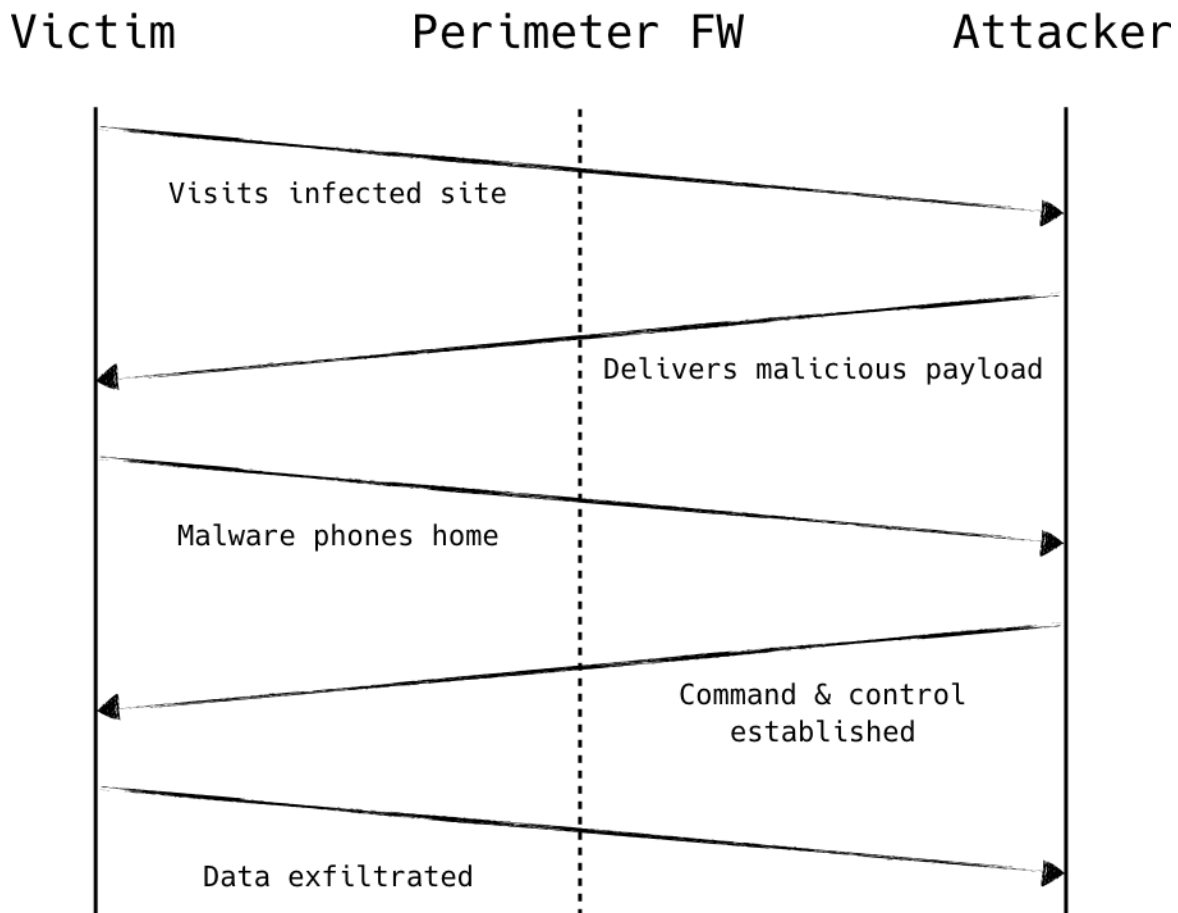 Victim Perimeter FW Attacker
Visits infected site
Delivers malicious payload
Malware phones home
Command & control
established
Data exfiltrated